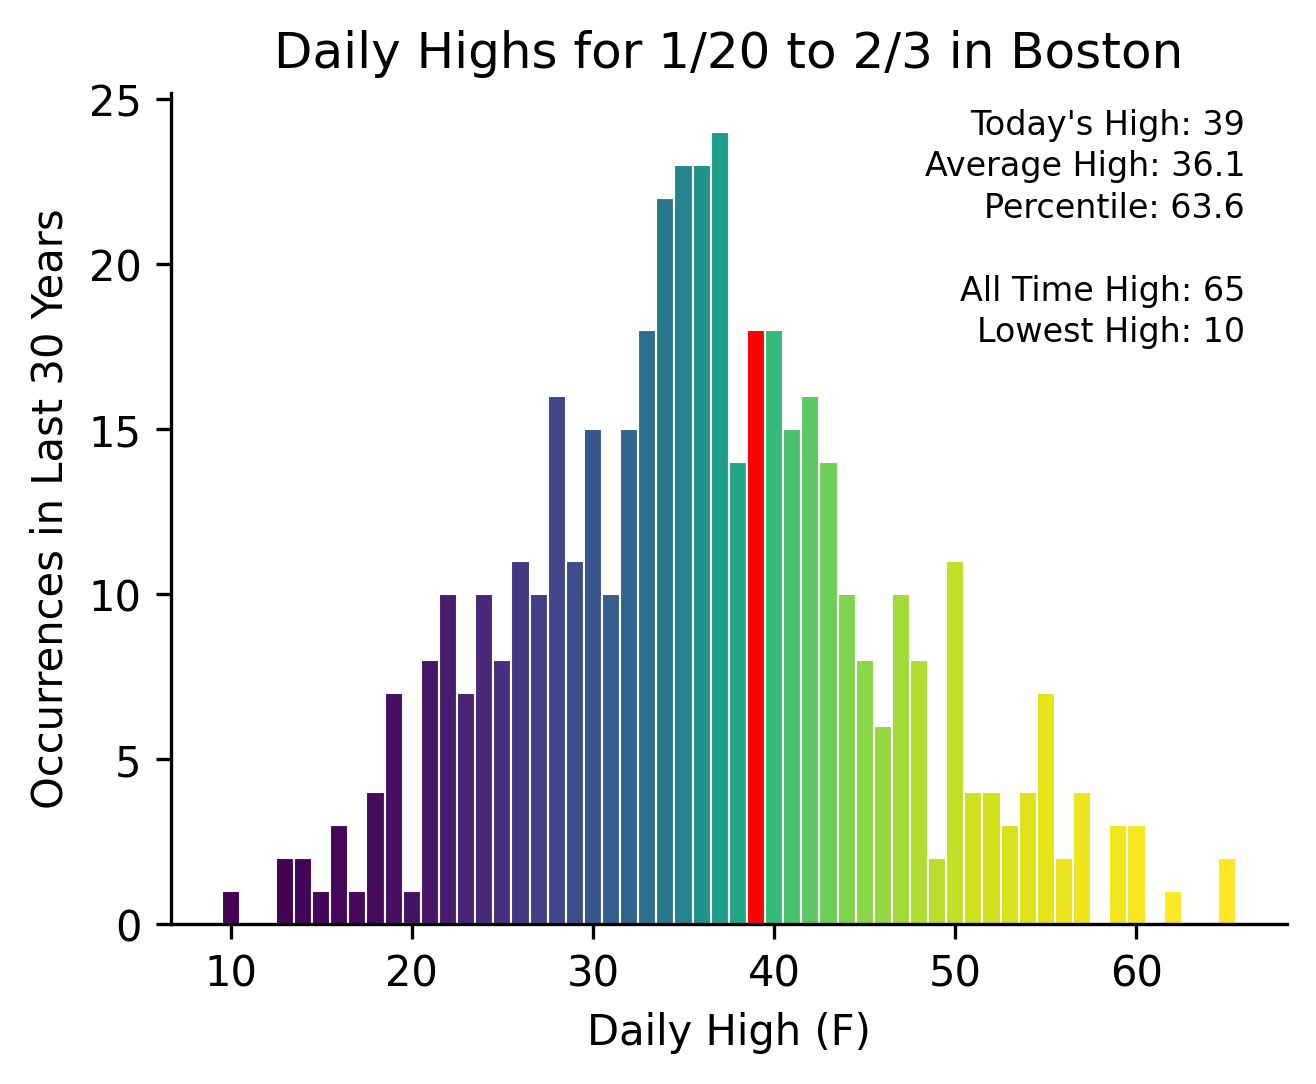 Daily Highs for 1/20 to 2/3 in Boston
Today's High: 39
Average High: 36.1
Percentile: 63.6
All Time High: 65
Lowest High: 10
Occurrences in Last 30 Years
25
20
15
10
5
0
10 20 30 40 50 60
Daily High (F)